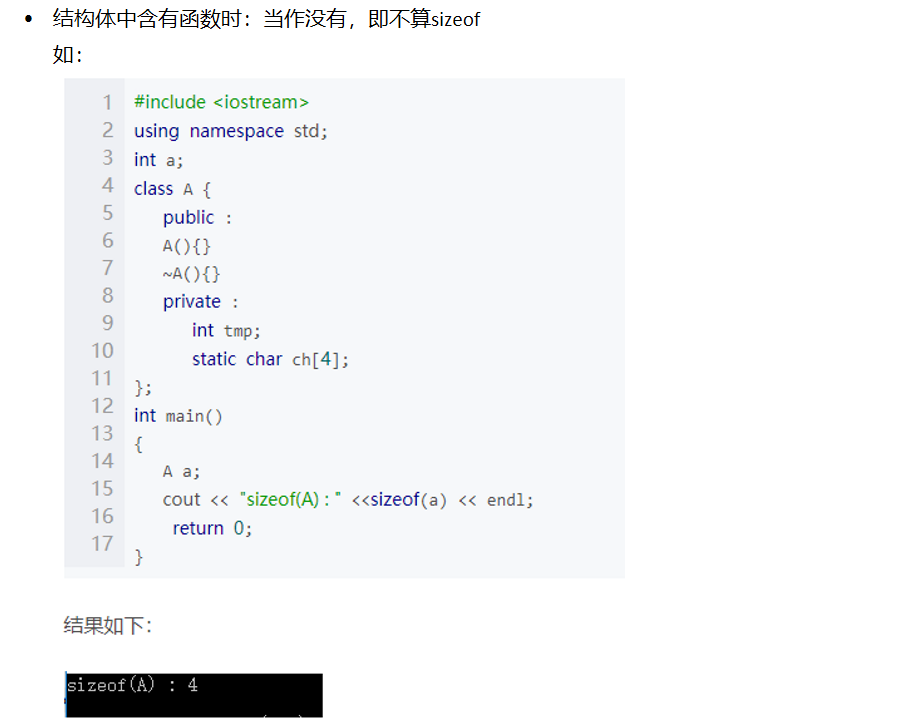 • 结构体中含有函数时：当作没有，即不算sizeof
如：
1 #include <iostream>
2 using namespace std;
3 int a;
4 class A {
5 public :
6 A(){}
7 ~A(){}
8 private :
9 int tmp;
10 static char ch[4];
11 };
12 int main()
13 {
14 A a;
15 cout << "sizeof(A) : " <<sizeof(a) << endl;
16 return 0;
17 }
结果如下：
sizeof(A) : 4